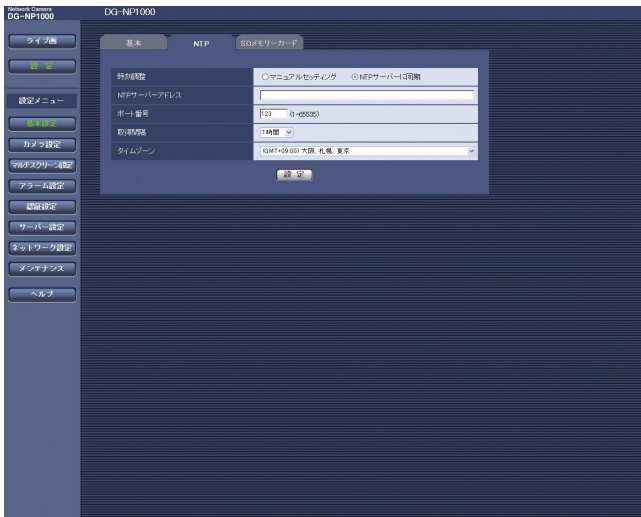 Network Camera
DG-NP1000
DG-NP1000
ライブ画
設 定
設定メニュー
基本設定
カメラ設定
マルチスクリーン設定
アラーム設定
認証設定
サーバー設定
ネットワーク設定
メンテナンス
ヘルプ
基本 NTP SDメモリーカード
時刻調整 マニュアルセッティング NTPサーバーに同期
NTPサーバーアドレス
ポート番号 123 (1-65535)
取得間隔 1時間
タイムゾーン (GMT+09:00) 大阪、札幌、東京
設 定